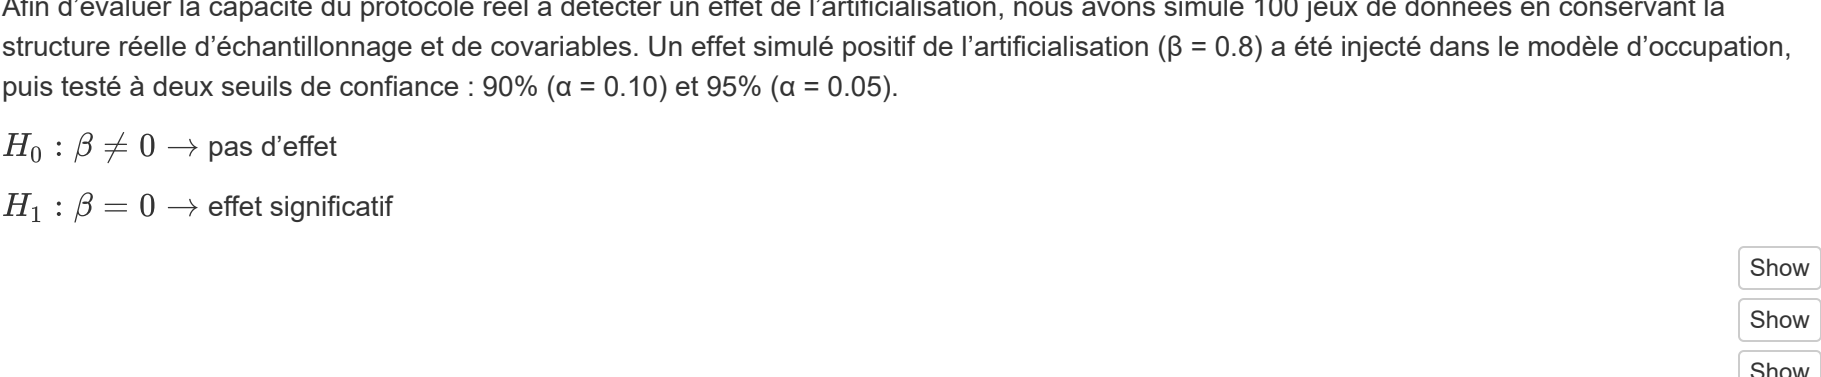 Afin d’évaluer la capacité du protocole réel à détecter un effet de l’artificialisation, nous avons simulé 100 jeux de données en conservant la
structure réelle d’échantillonnage et de covariables. Un effet simulé positif de l’artificialisation (β = 0.8) a été injecté dans le modèle d’occupation,
puis testé à deux seuils de confiance : 90% (α = 0.10) et 95% (α = 0.05).
H₀ : β ≠ 0 → pas d’effet
H₁ : β = 0 → effet significatif
Show
Show
Show